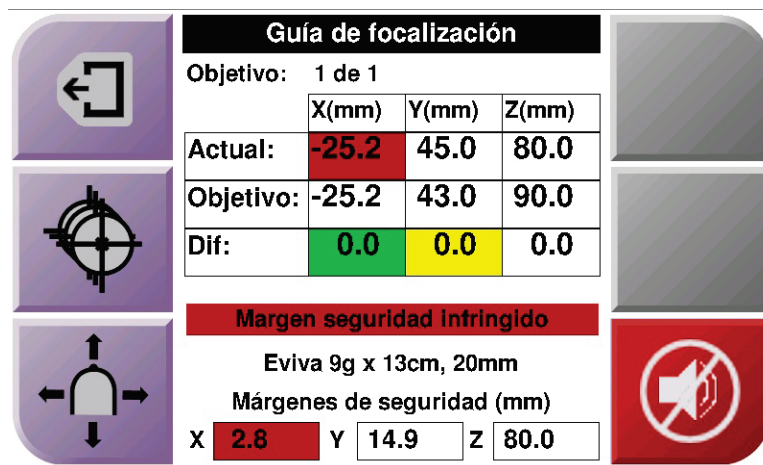 Guía de focalización
Objetivo: 1 de 1
X(mm) Y(mm) Z(mm)
Actual: -25.2 45.0 80.0
Objetivo: -25.2 43.0 90.0
Dif: 0.0 0.0 0.0
Margen seguridad infringido
Eviva 9g x 13cm, 20mm
Márgenes de seguridad (mm)
X 2.8 Y 14.9 Z 80.0